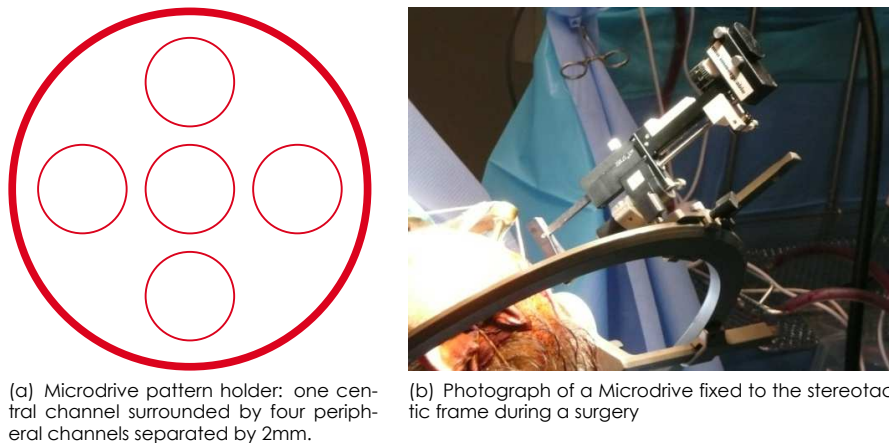 (a) Microdrive pattern holder: one cen-
tral channel surrounded by four periph-
eral channels separated by 2mm.
(b) Photograph of a Microdrive fixed to the stereotac
tic frame during a surgery